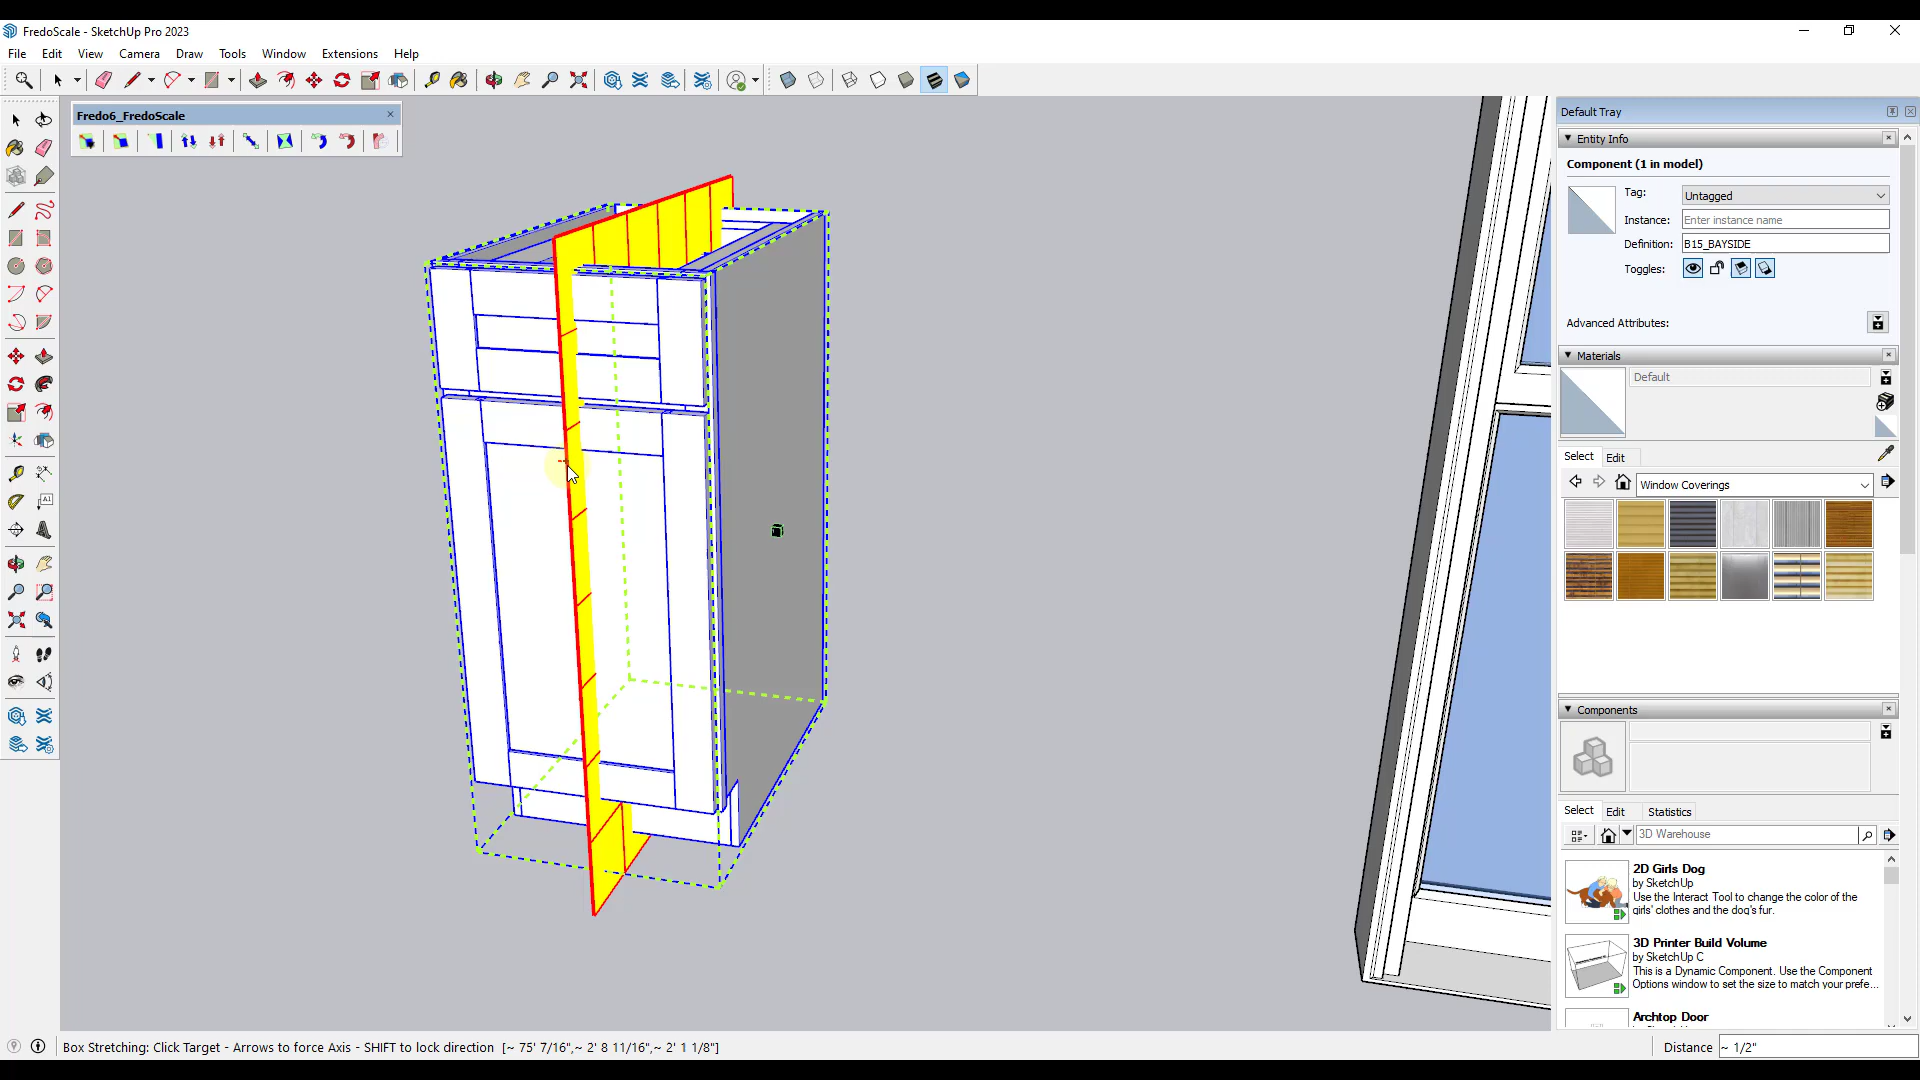 FredoScale - SketchUp Pro 2023
File Edit View Camera Draw Tools Window Extensions Help
Fredo6_FredoScale
Default Tray
Entity Info
Component (1 in model)
Tag: Untagged
Instance: Enter instance name
Definition: B15_BAYSIDE
Toggles:
Advanced Attributes:
Materials
Default
Select Edit
Window Coverings
Components
Select Edit Statistics
3D Warehouse
2D Girls Dog
by SketchUp
Use the Interact Tool to change the color of the
girls' clothes and the dog's fur.
3D Printer Build Volume
by SketchUp C
This is a Dynamic Component. Use the Component
Options window to set the size to match your prefe...
Archtop Door
Box Stretching: Click Target - Arrows to force Axis - SHIFT to lock direction [~ 75' 7/16",~ 2' 8 11/16",~ 2' 1 1/8"]
Distance ~ 1/2"